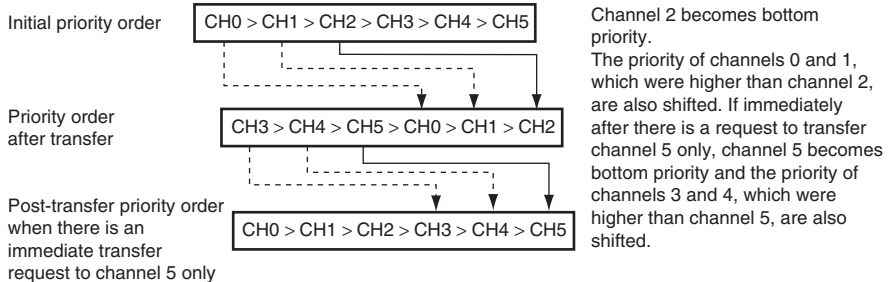 Initial priority order
CH0 > CH1 > CH2 > CH3 > CH4 > CH5
Priority order
after transfer
CH3 > CH4 > CH5 > CH0 > CH1 > CH2
Post-transfer priority order
when there is an
immediate transfer
request to channel 5 only
CH0 > CH1 > CH2 > CH3 > CH4 > CH5
Channel 2 becomes bottom
priority.
The priority of channels 0 and 1,
which were higher than channel 2,
are also shifted. If immediately
after there is a request to transfer
channel 5 only, channel 5 becomes
bottom priority and the priority of
channels 3 and 4, which were
higher than channel 5, are also
shifted.